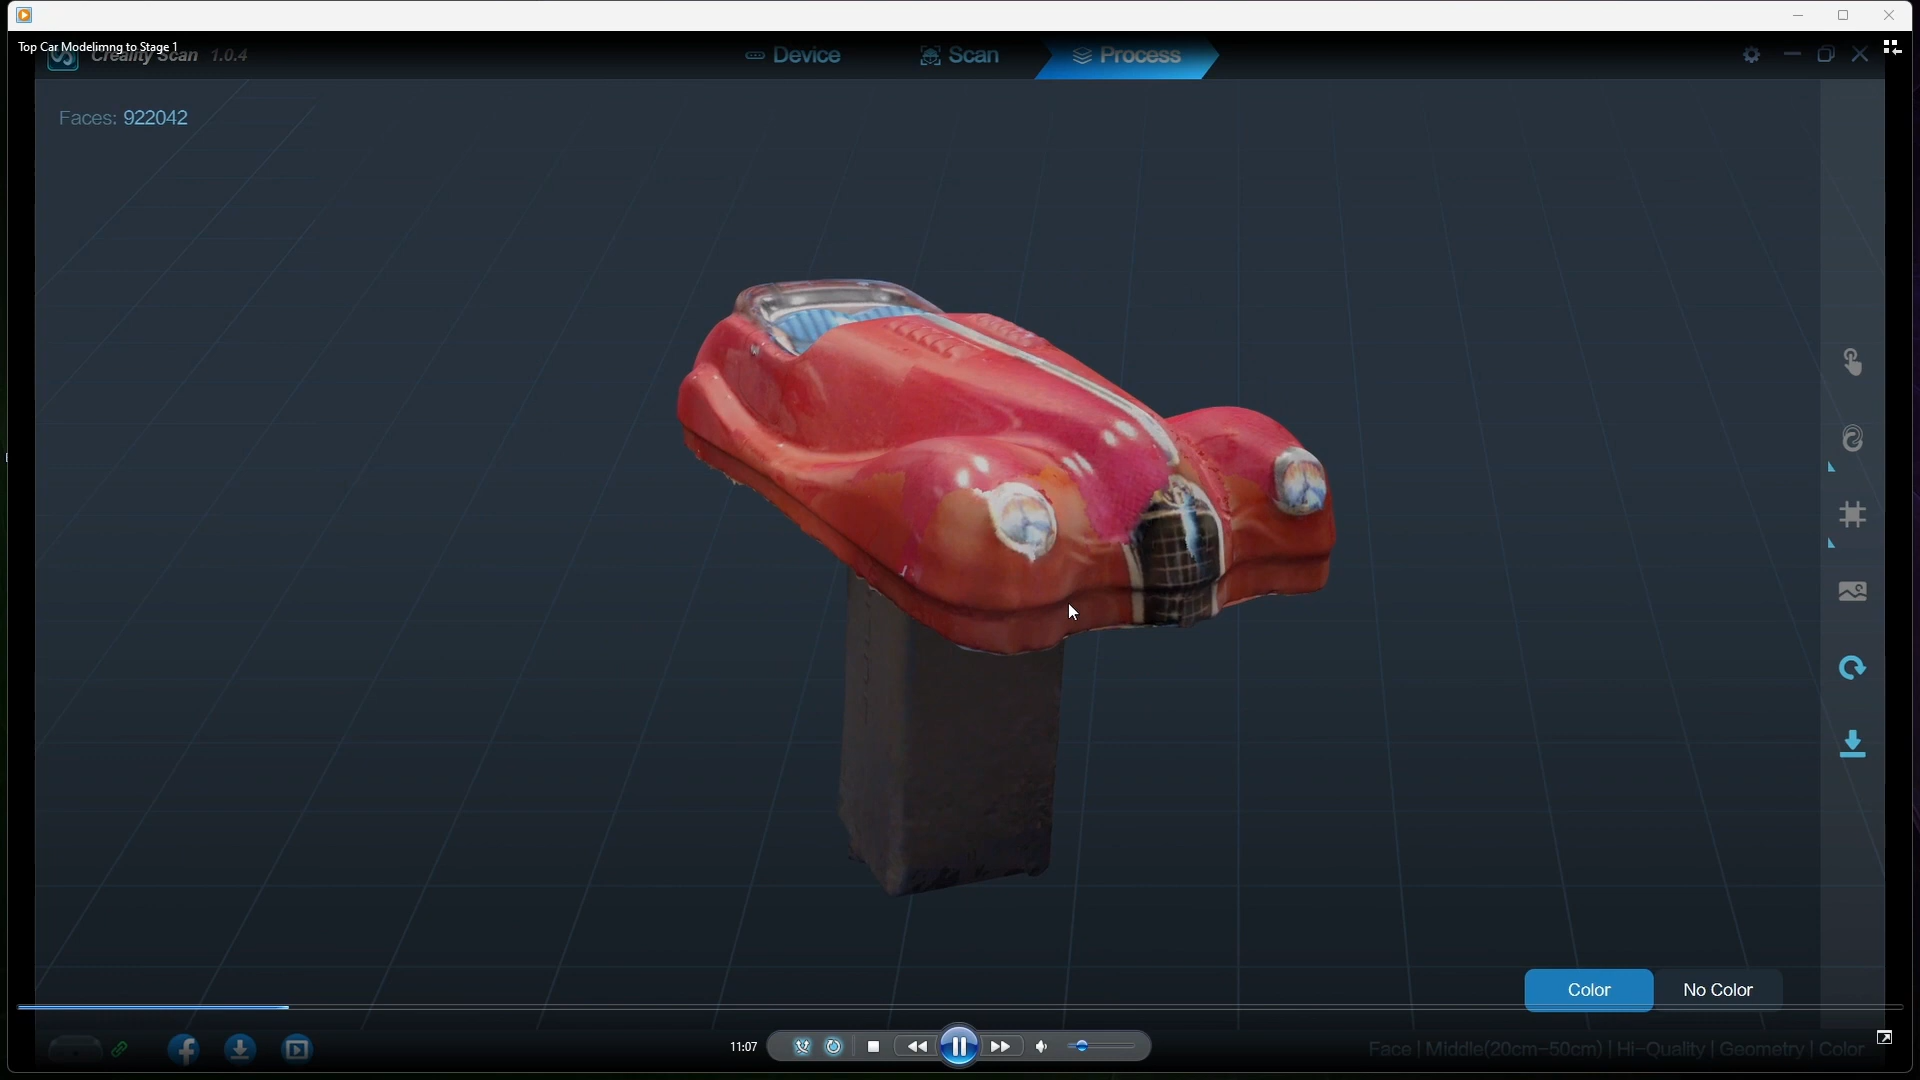 Top Car Modelimng to Stage 1
Creality Scan 1.0.4
Device
Scan
Process
Faces: 922042
Color
No Color
11:07
Face | Middle(20cm-50cm) | Hi-Quality | Geometry | Color